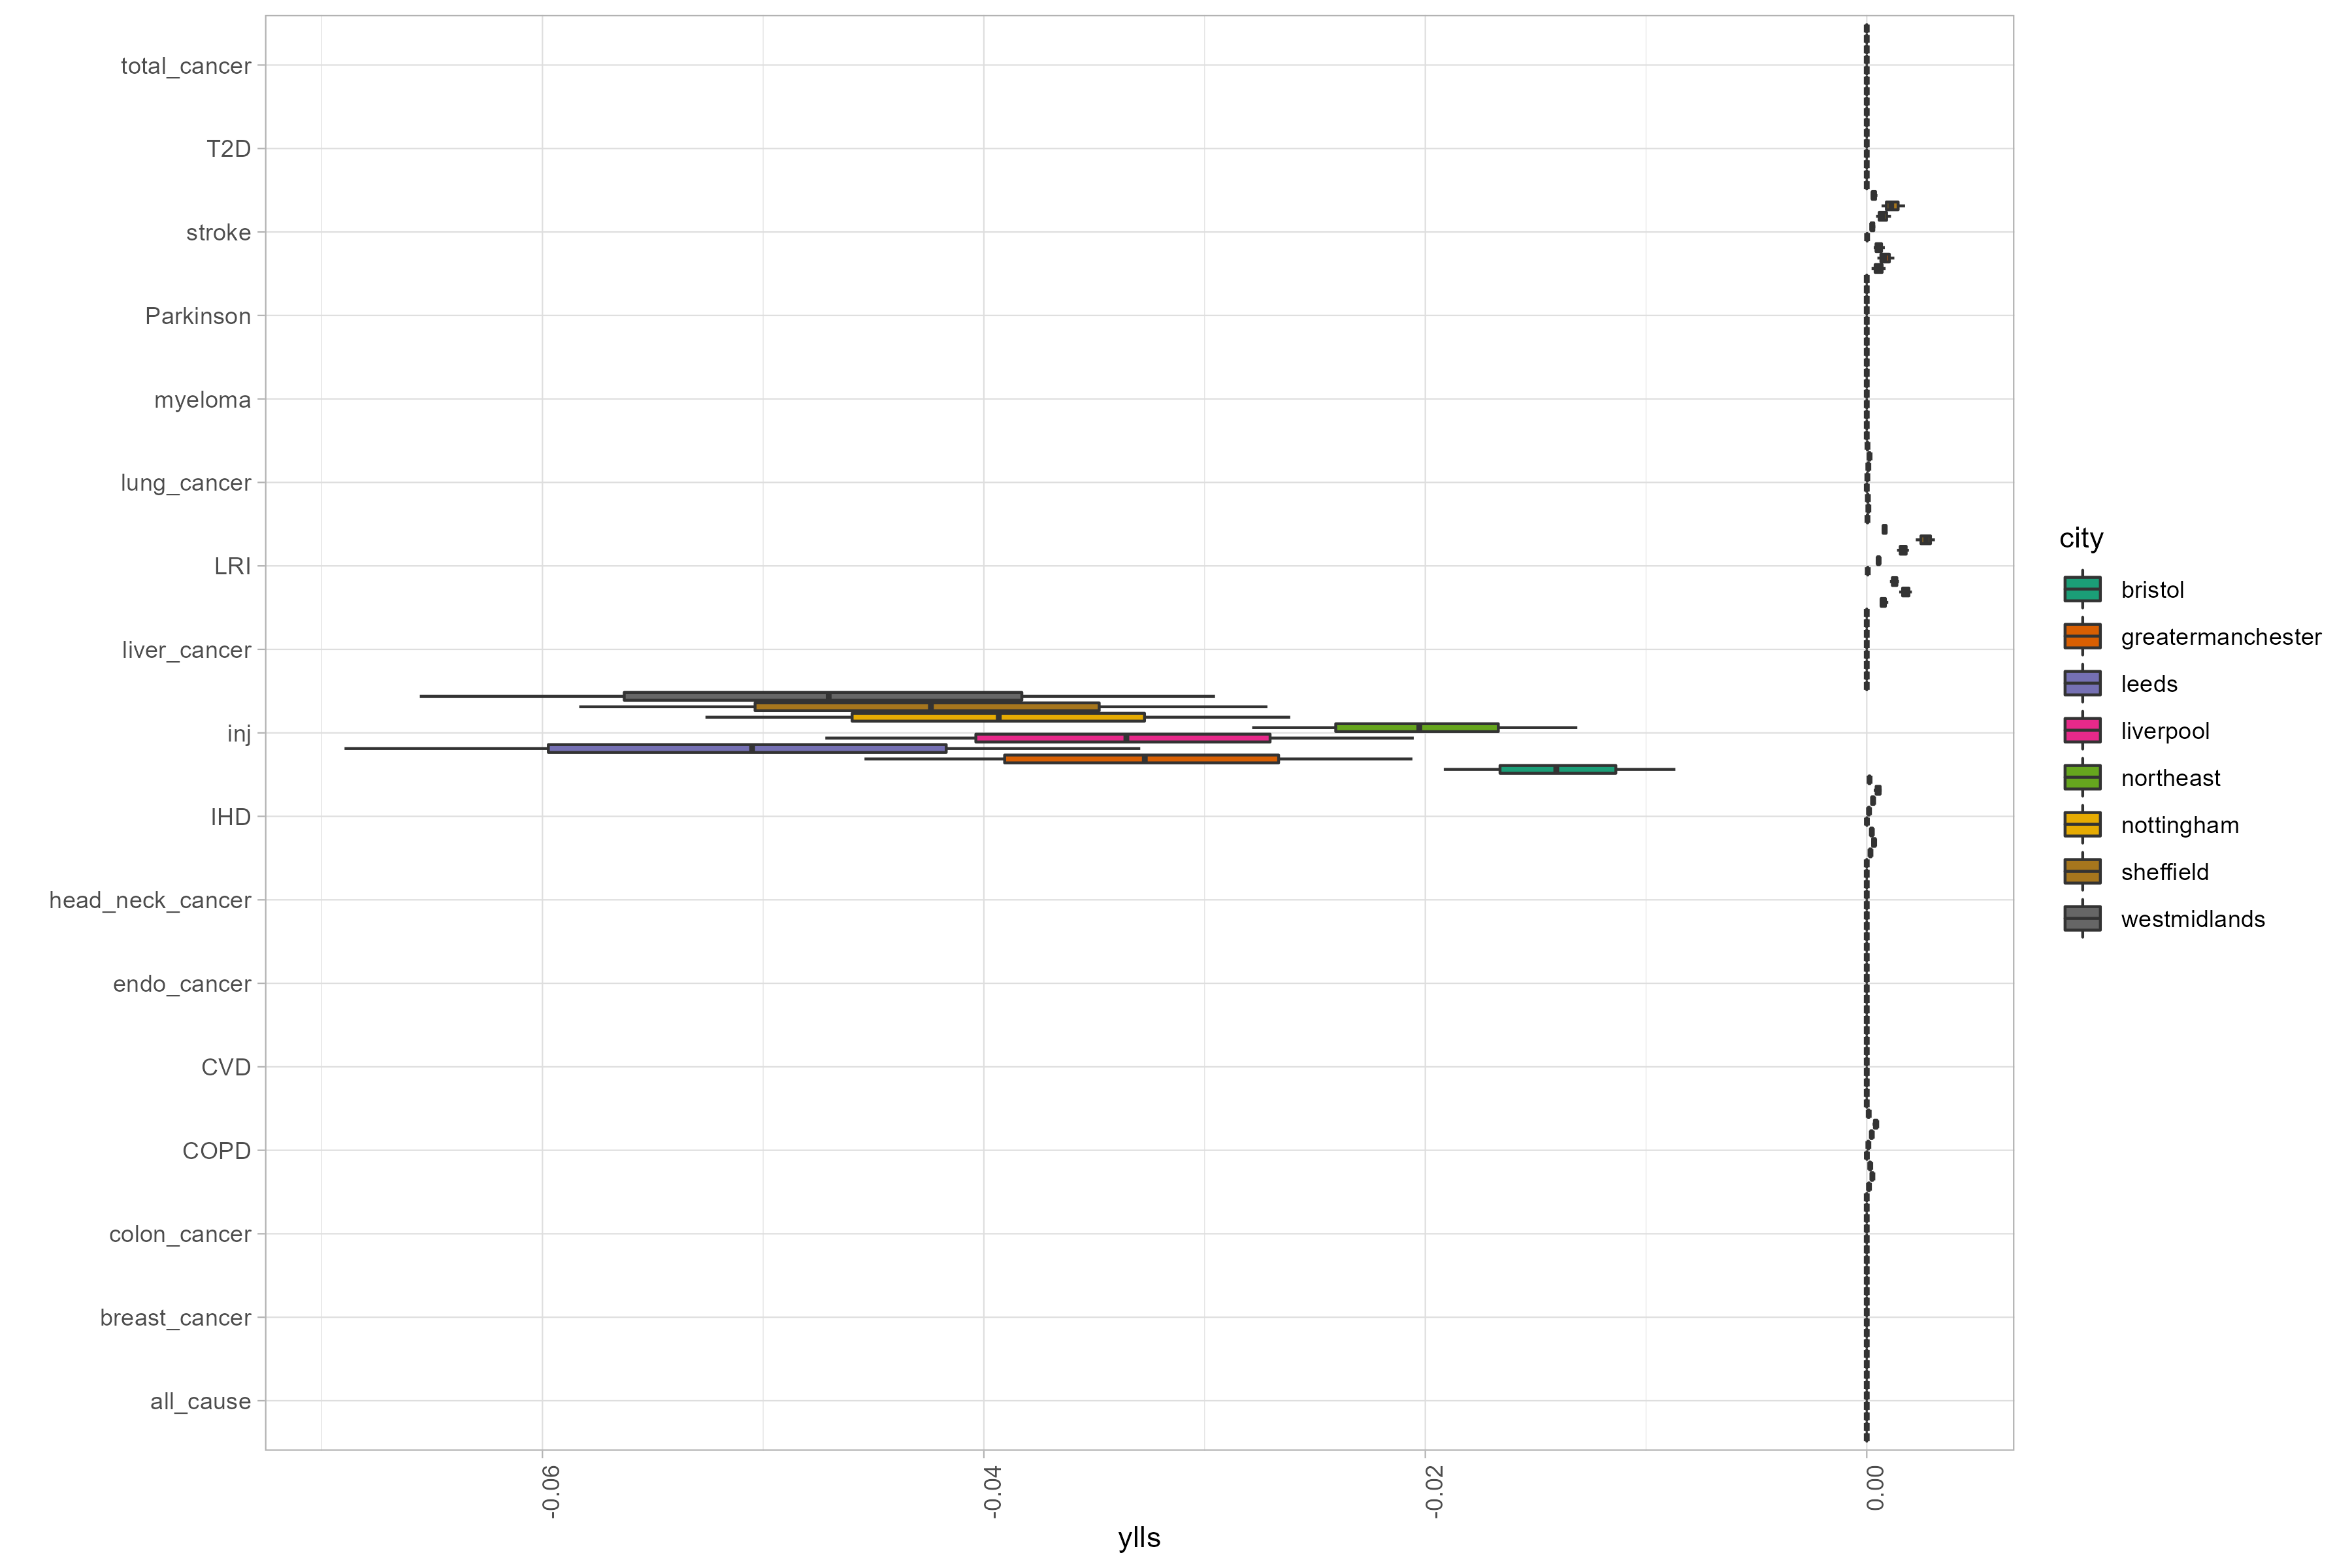 total_cancer
T2D
stroke
Parkinson
myeloma
lung_cancer
LRI
liver_cancer
inj
IHD
head_neck_cancer
endo_cancer
CVD
COPD
colon_cancer
breast_cancer
all_cause
-0.06
-0.04
-0.02
0.00
ylls
city
bristol
greatermanchester
leeds
liverpool
northeast
nottingham
sheffield
westmidlands